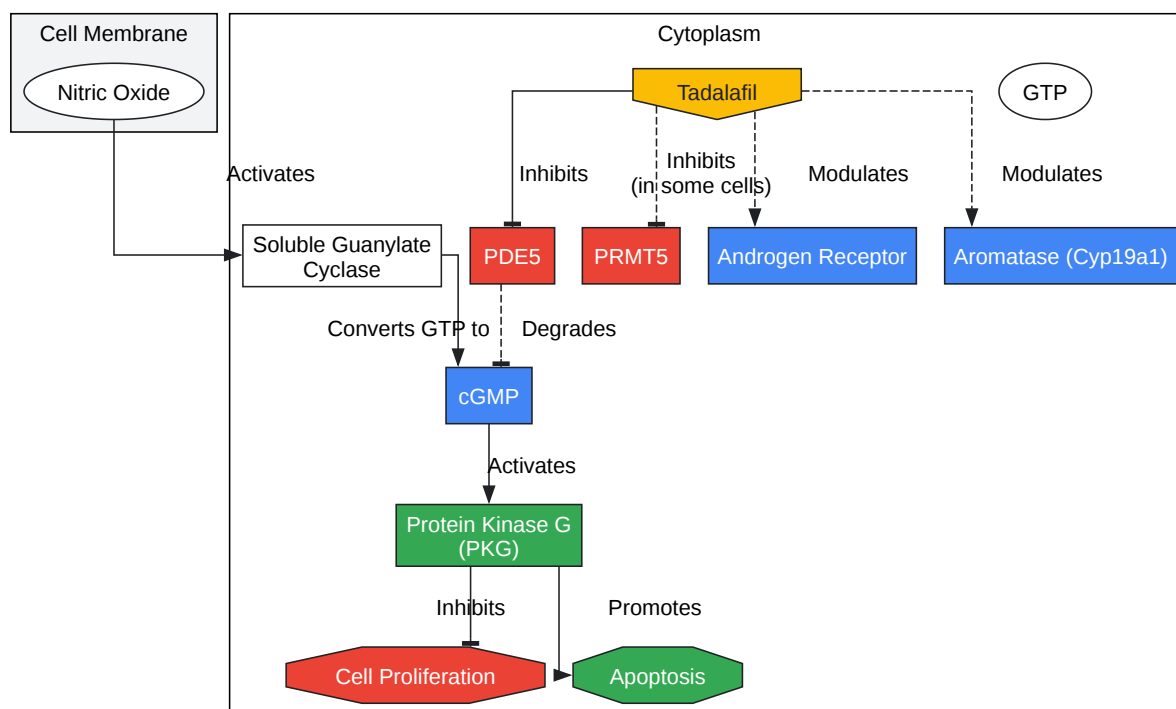 Cell Membrane
Nitric Oxide
Cytoplasm
Tadalafil
GTP
Activates
Inhibits
Inhibits
(in some cells)
Modulates
Modulates
Soluble Guanylate
Cyclase
PDE5
PRMT5
Androgen Receptor
Aromatase (Cyp19a1)
Converts GTP to
Degrades
cGMP
Activates
Protein Kinase G
(PKG)
Inhibits
Promotes
Cell Proliferation
Apoptosis